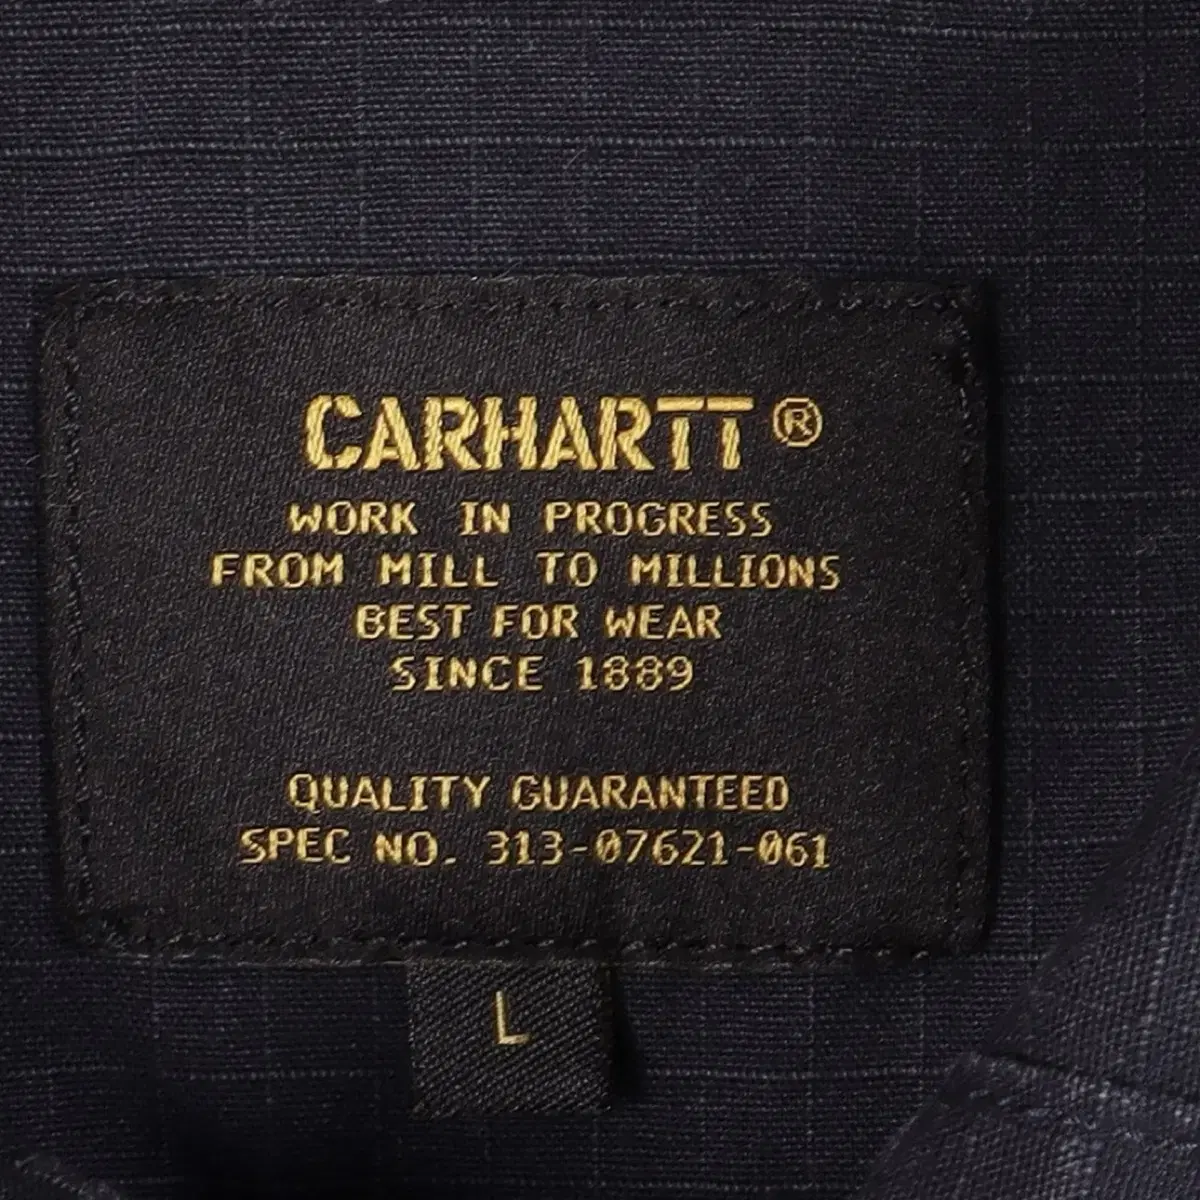 CARHARTT®
WORK IN PROGRESS
FROM MILL TO MILLIONS
BEST FOR WEAR
SINCE 1889
QUALITY GUARANTEED
SPEC NO. 313-07621-061
L